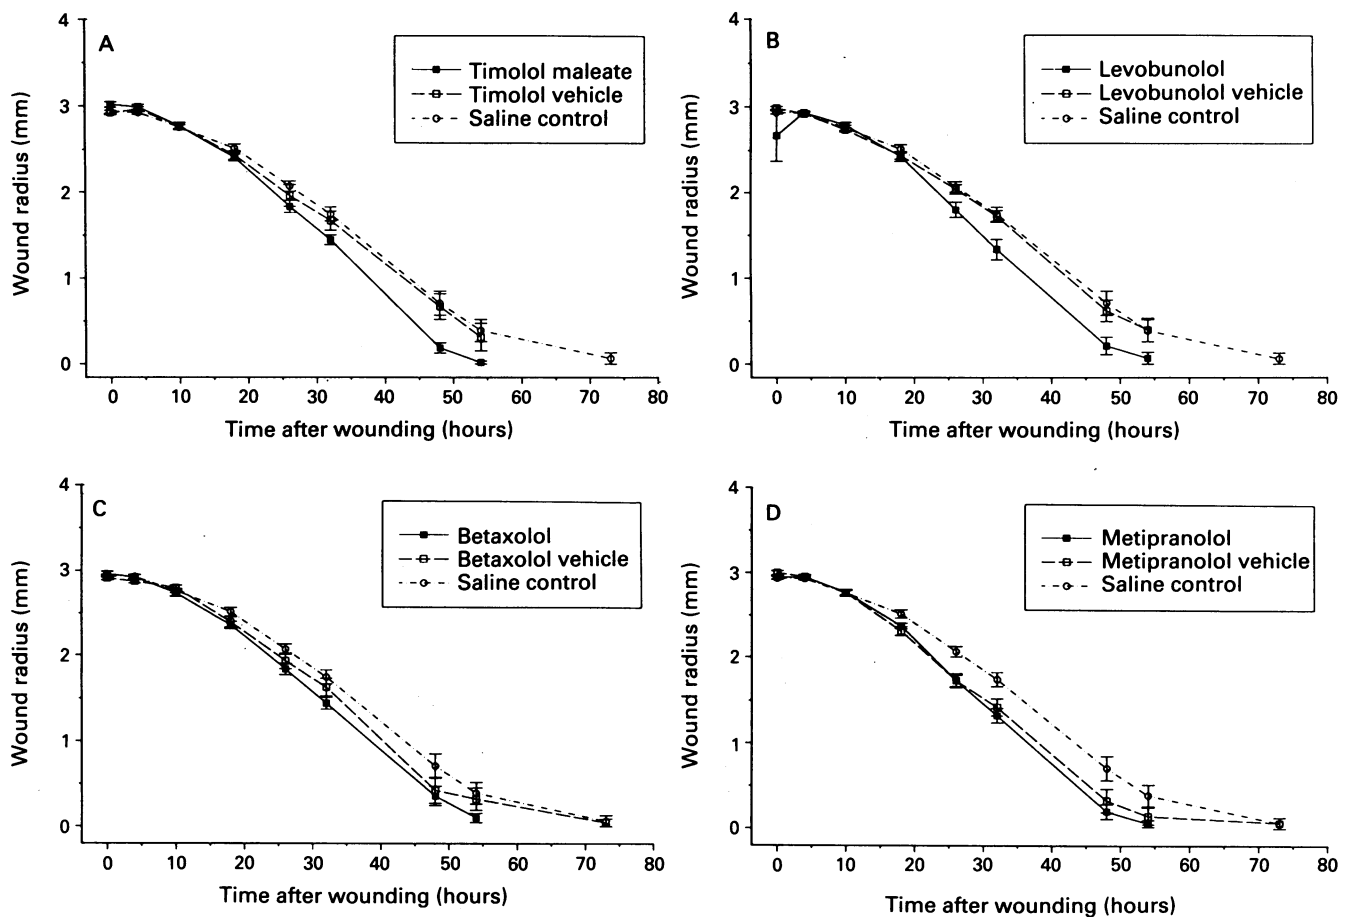 A
Timolol maleate
Timolol vehicle
Saline control
4
3
2
1
0
Wound radius (mm)
0 10 20 30 40 50 60 70 80
Time after wounding (hours)
B
Levobunolol
Levobunolol vehicle
Saline control
4
3
2
1
0
Wound radius (mm)
0 10 20 30 40 50 60 70 80
Time after wounding (hours)
C
Betaxolol
Betaxolol vehicle
Saline control
4
3
2
1
0
Wound radius (mm)
0 10 20 30 40 50 60 70 80
Time after wounding (hours)
D
Metipranolol
Metipranolol vehicle
Saline control
4
3
2
1
0
Wound radius (mm)
0 10 20 30 40 50 60 70 80
Time after wounding (hours)